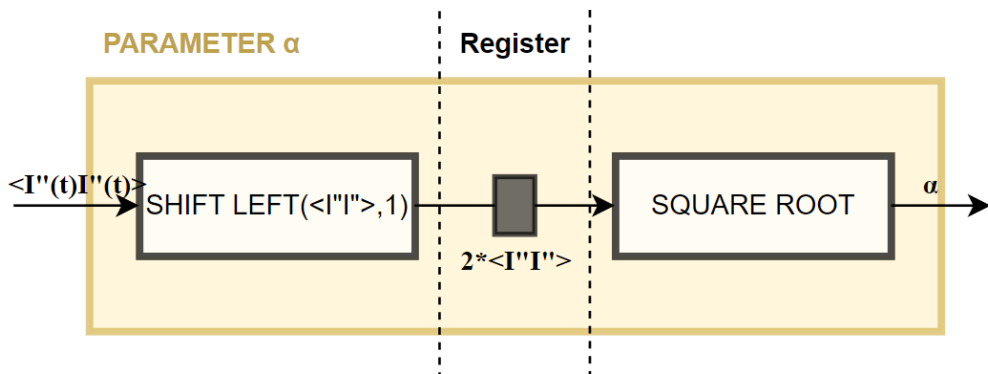 PARAMETER α
Register
<I"(t)I"(t)>
SHIFT LEFT(<I"I">,1)
2*<I"I">
SQUARE ROOT
α